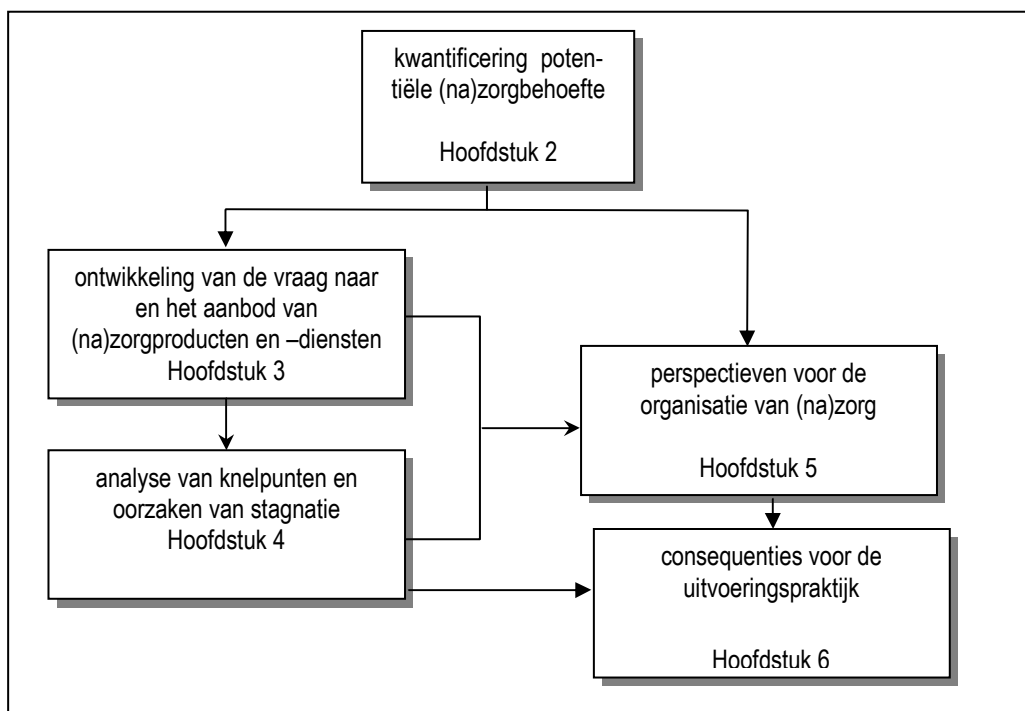 kwantificering poten-
tiële (na)zorgbehoefte
Hoofdstuk 2
ontwikkeling van de vraag naar
en het aanbod van
(na)zorgproducten en –diensten
Hoofdstuk 3
analyse van knelpunten en
oorzaken van stagnatie
Hoofdstuk 4
perspectieven voor de
organisatie van (na)zorg
Hoofdstuk 5
consequenties voor de
uitvoeringspraktijk
Hoofdstuk 6